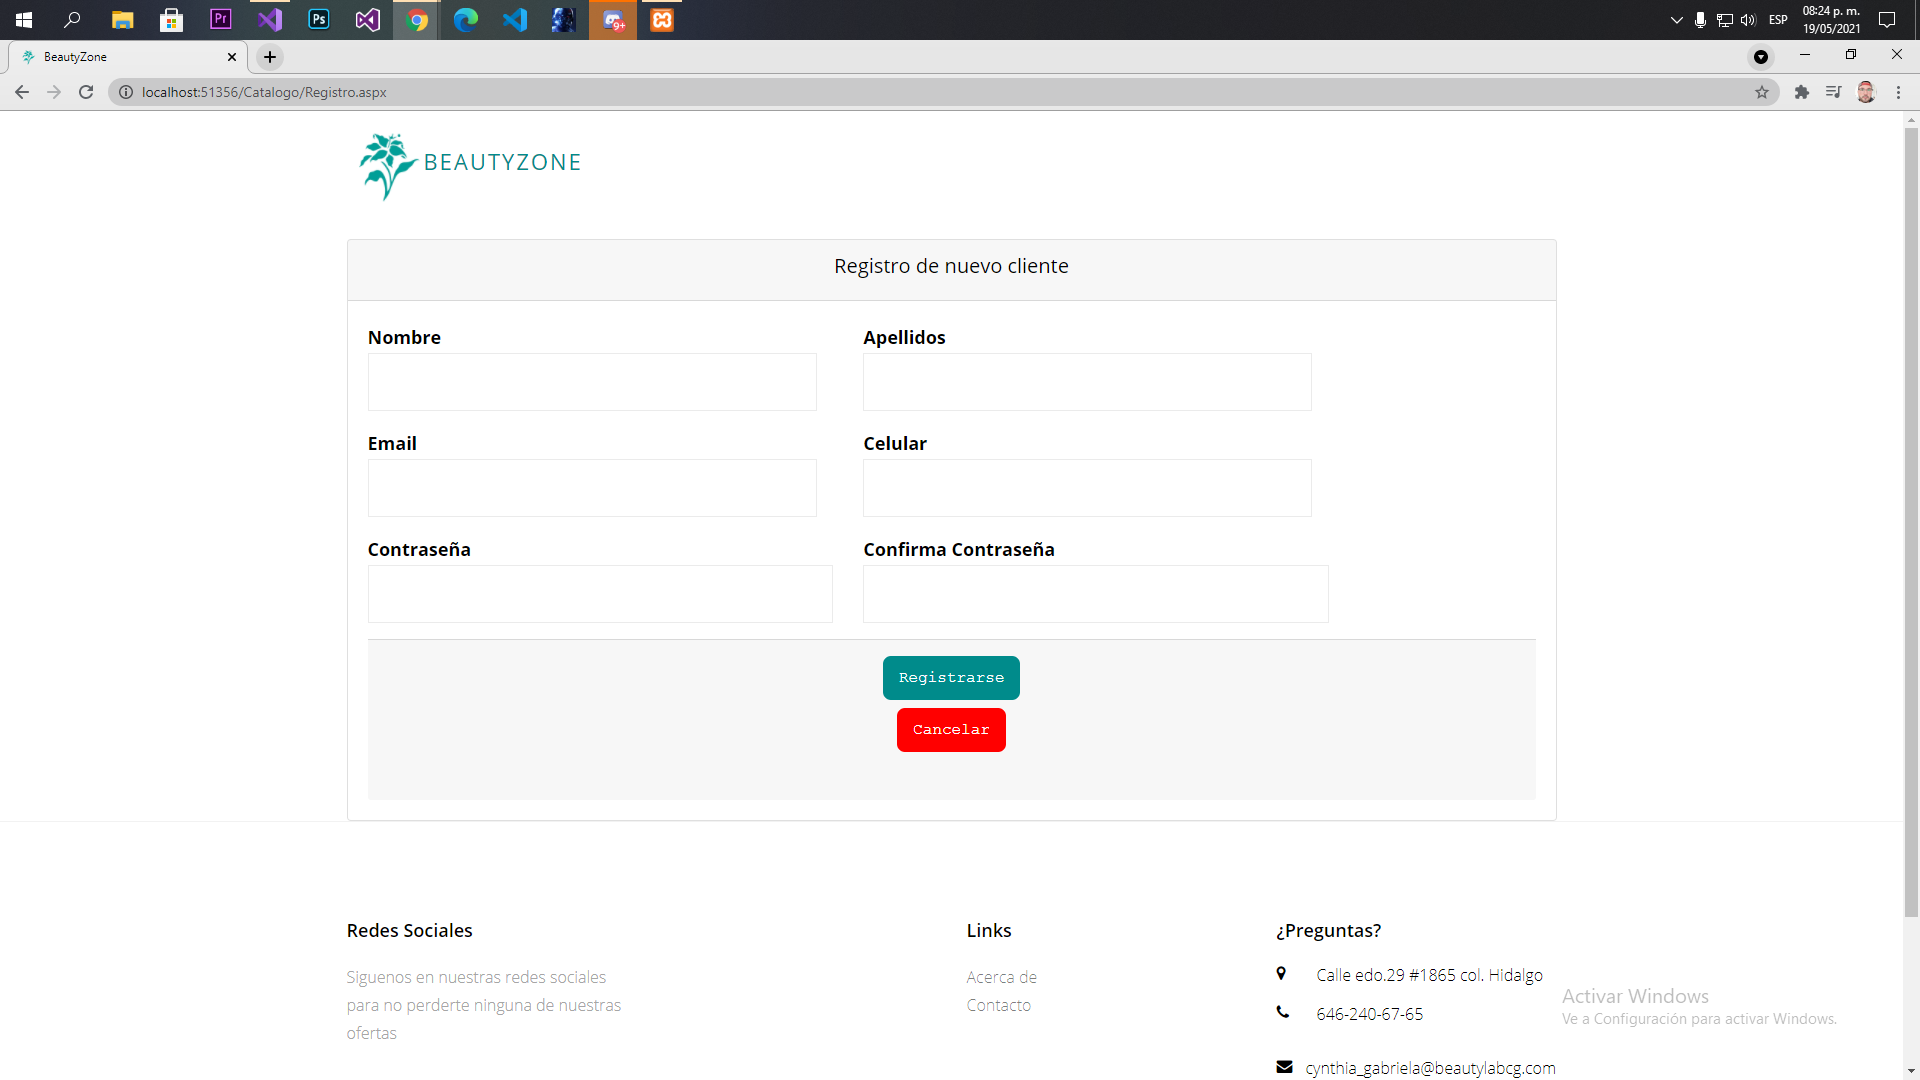 Pr
Ps
9+
ESP
08:24 p. m.
19/05/2021
BeautyZone
localhost:51356/Catalogo/Registro.aspx
BEAUTYZONE
Registro de nuevo cliente
Nombre
Apellidos
Email
Celular
Contraseña
Confirma Contraseña
Registrarse
Cancelar
Redes Sociales
Siguenos en nuestras redes sociales
para no perderte ninguna de nuestras
ofertas
Links
Acerca de
Contacto
¿Preguntas?
Calle edo.29 #1865 col. Hidalgo
646-240-67-65
cynthia_gabriela@beautylabcg.com
Activar Windows
Ve a Configuración para activar Windows.